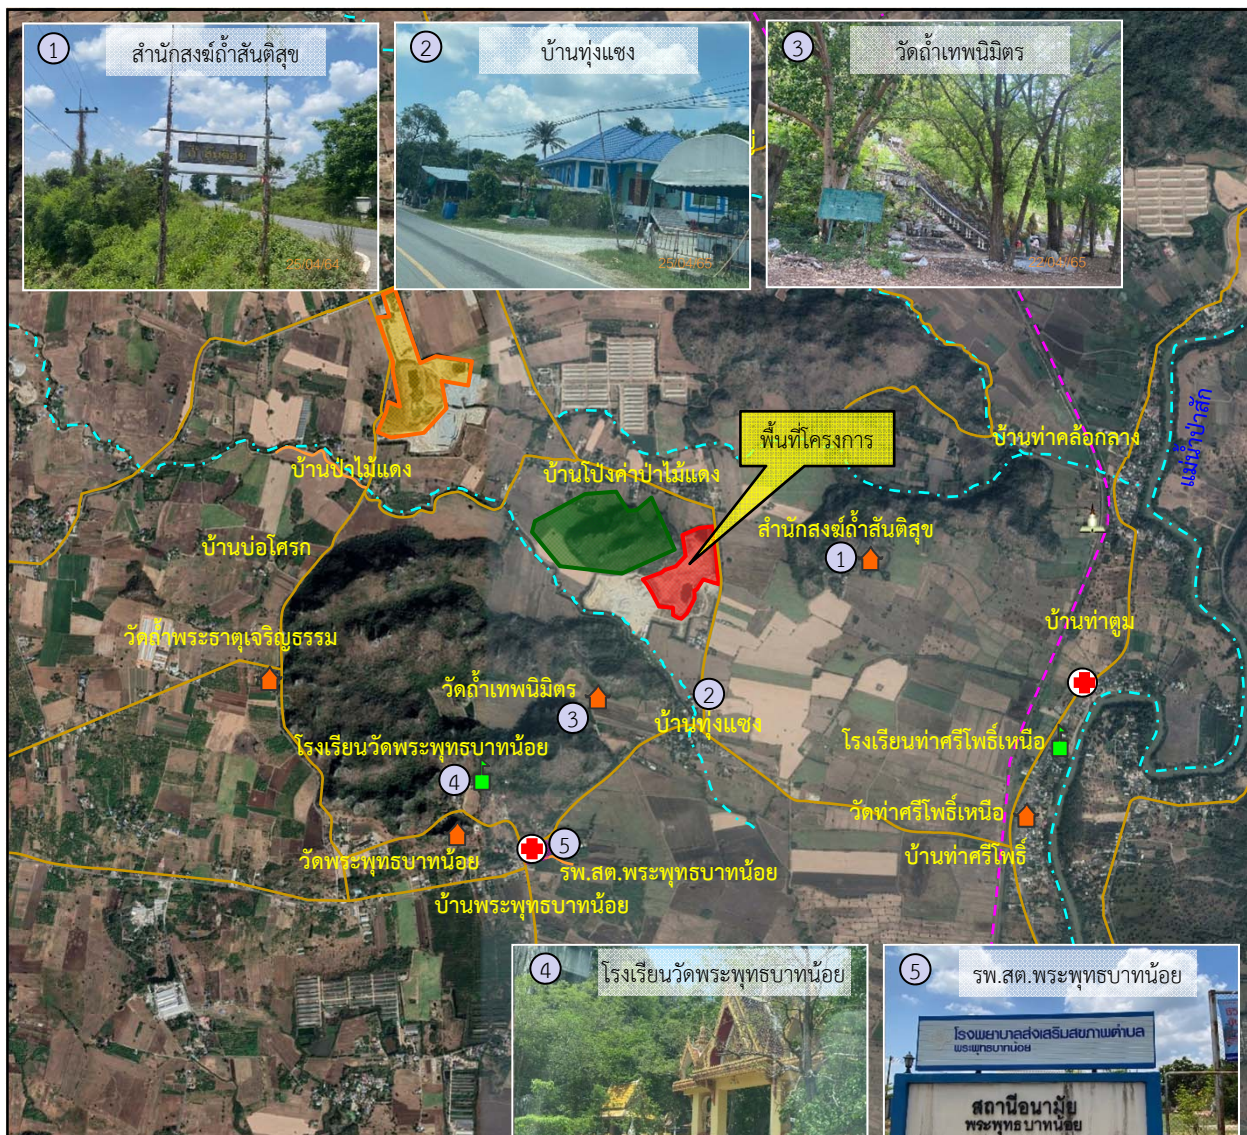 1
สำนักสงฆ์ถ้ำสันติสุข
ถ้ำสันติสุข
25/04/64
2
บ้านทุ่งแซง
25/04/65
3
วัดถ้ำเทพนิมิตร
22/04/65
พื้นที่โครงการ
บ้านท่าคล้อกลาง
แม่น้ำป่าสัก
บ้านป่าไม้แดง
บ้านโป่งค่าป่าไม้แดง
สำนักสงฆ์ถ้ำสันติสุข
1
บ้านบ่อโศรก
บ้านท่าตูม
วัดถ้ำพระธาตุเจริญธรรม
วัดถ้ำเทพนิมิตร
3
2
บ้านทุ่งแซง
โรงเรียนวัดพระพุทธบาทน้อย
4
โรงเรียนท่าศรีโพธิ์เหนือ
วัดท่าศรีโพธิ์เหนือ
บ้านท่าศรีโพธิ์
วัดพระพุทธบาทน้อย
5
รพ.สต.พระพุทธบาทน้อย
บ้านพระพุทธบาทน้อย
4
โรงเรียนวัดพระพุทธบาทน้อย
5
รพ.สต.พระพุทธบาทน้อย
โรงพยาบาลส่งเสริมสุขภาพตำบล
พระพุทธบาทน้อย
สถานีอนามัย
พระพุทธบาทน้อย